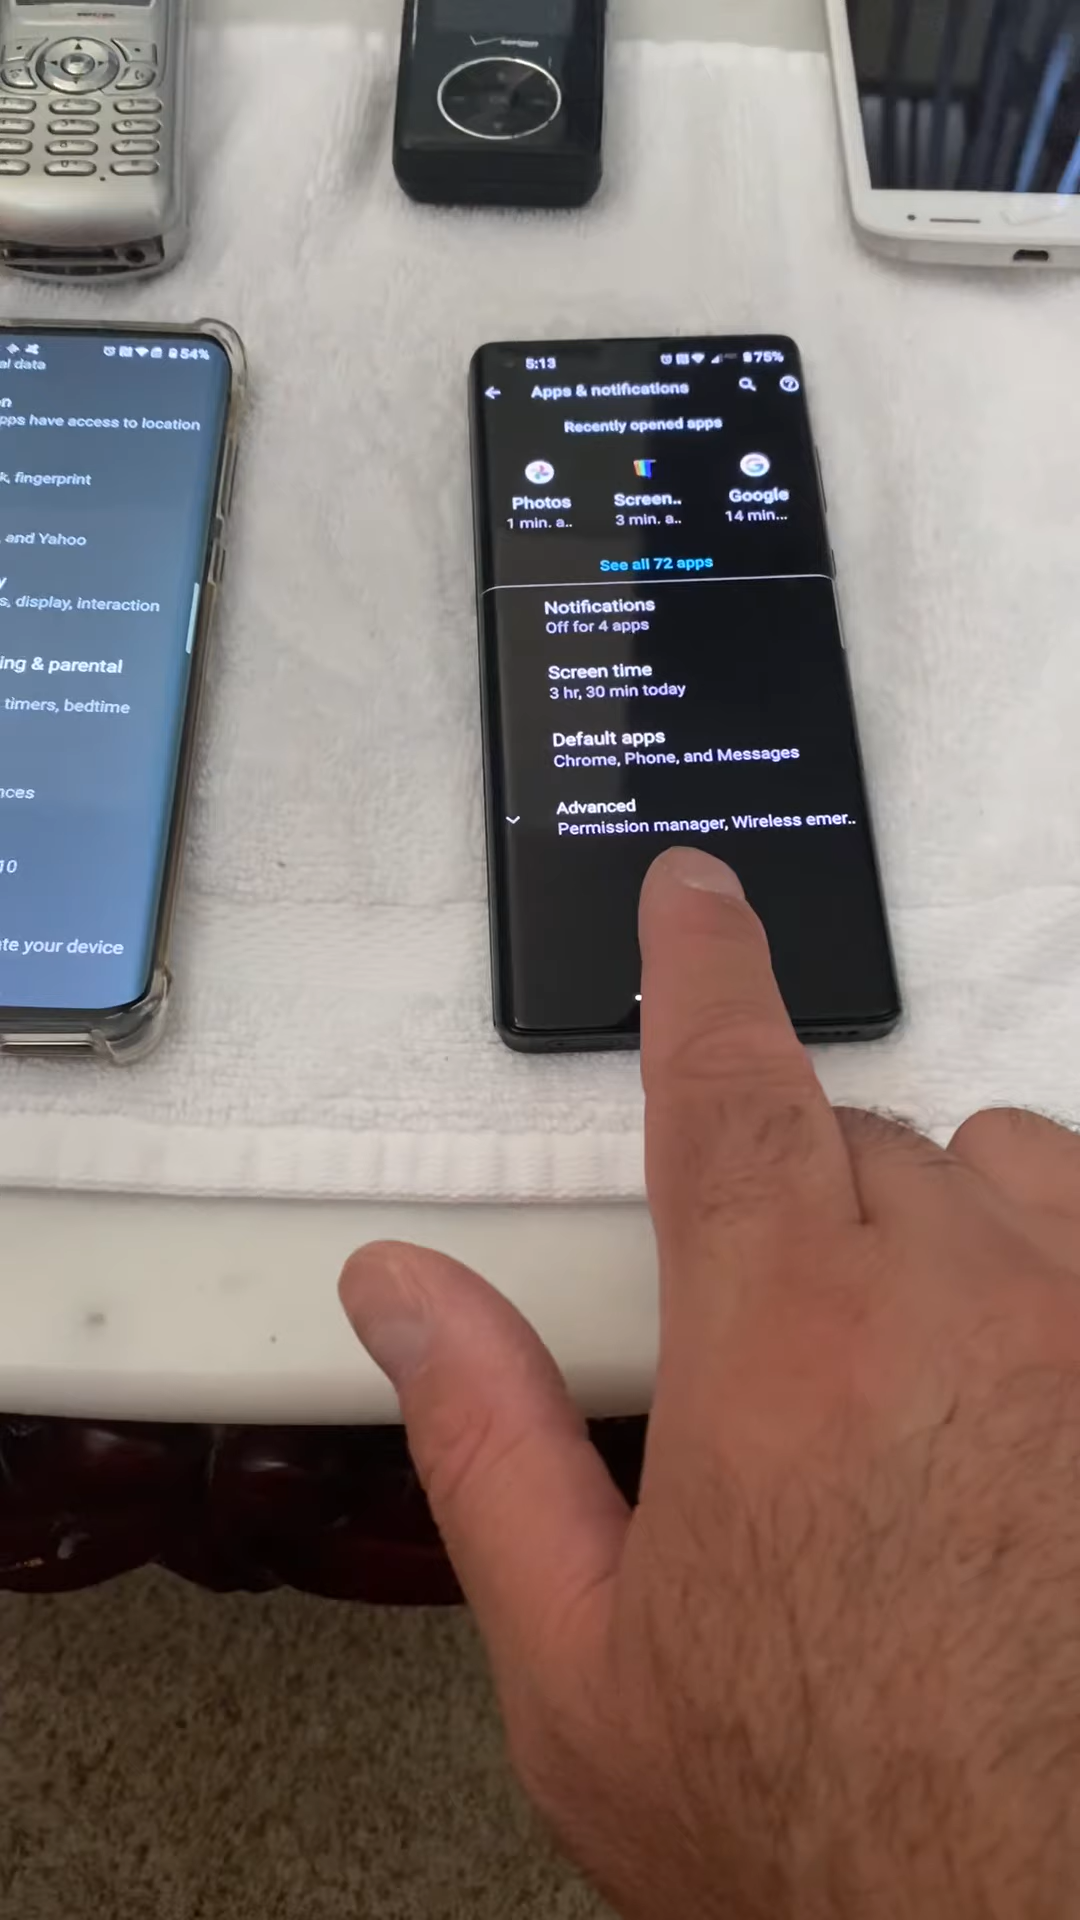 verizon
54%
al data
n
pps have access to location
k, fingerprint
and Yahoo
y
s, display, interaction
ing & parental
timers, bedtime
nces
10
te your device
5:13
75%
Apps & notifications
Recently opened apps
Photos
Screen..
Google
1 min. a..
3 min. a..
14 min...
See all 72 apps
Notifications
Off for 4 apps
Screen time
3 hr, 30 min today
Default apps
Chrome, Phone, and Messages
Advanced
Permission manager, Wireless emer..